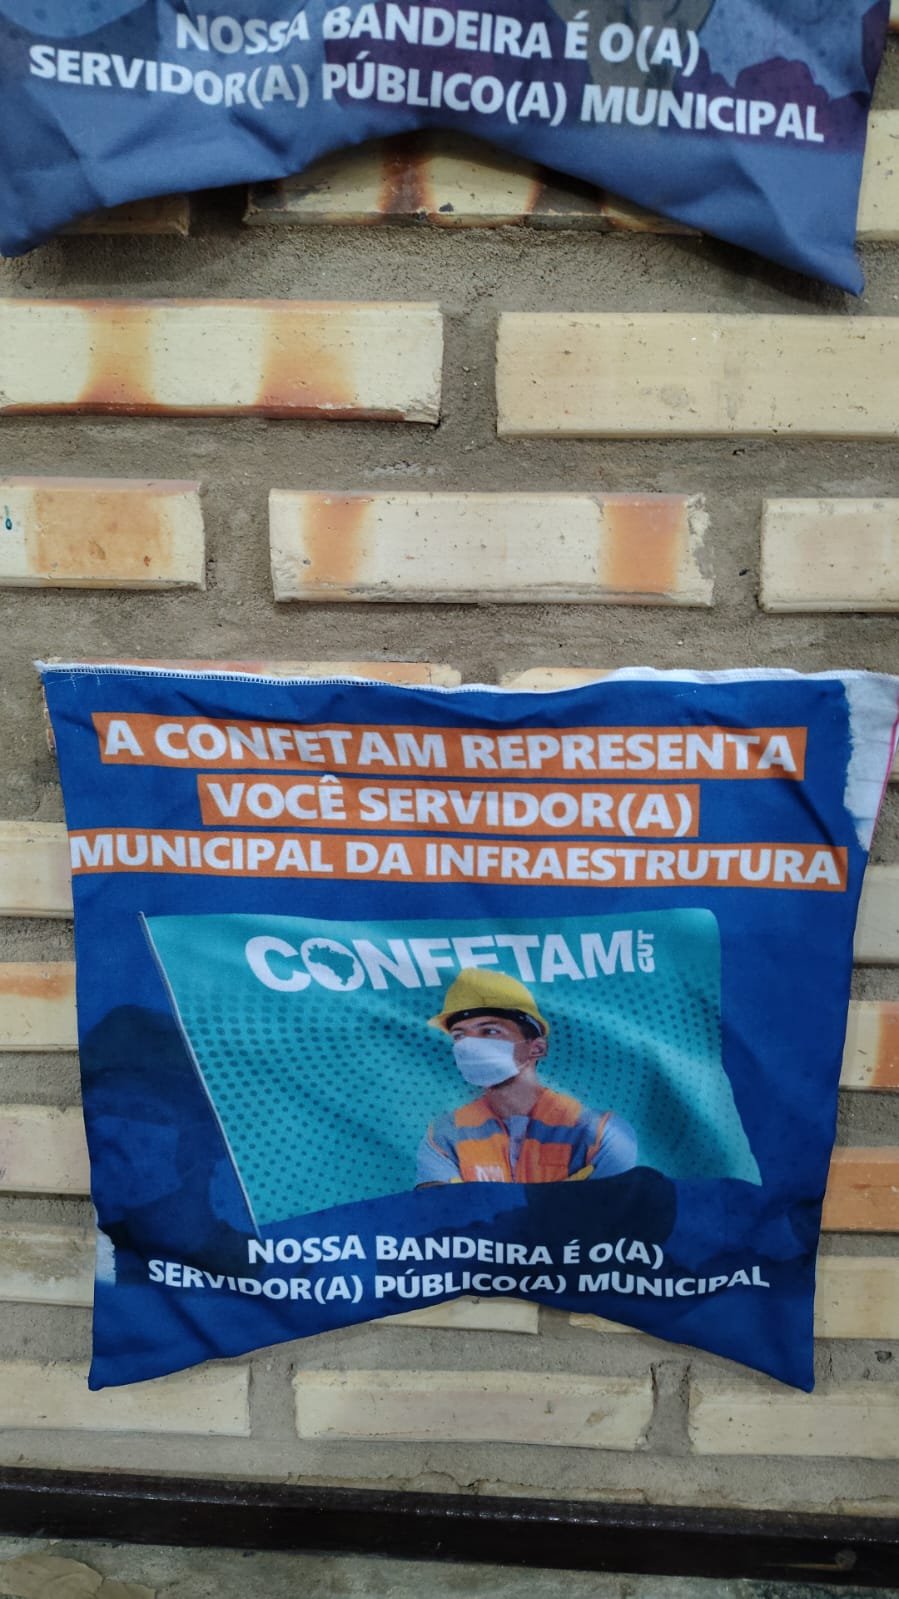 NOSSA BANDEIRA É O(A)
SERVIDOR(A) PÚBLICO(A) MUNICIPAL
A CONFETAM REPRESENTA
VOCÊ SERVIDOR(A)
MUNICIPAL DA INFRAESTRUTURA
CONFETAM CUT
NOSSA BANDEIRA É O(A)
SERVIDOR(A) PÚBLICO(A) MUNICIPAL